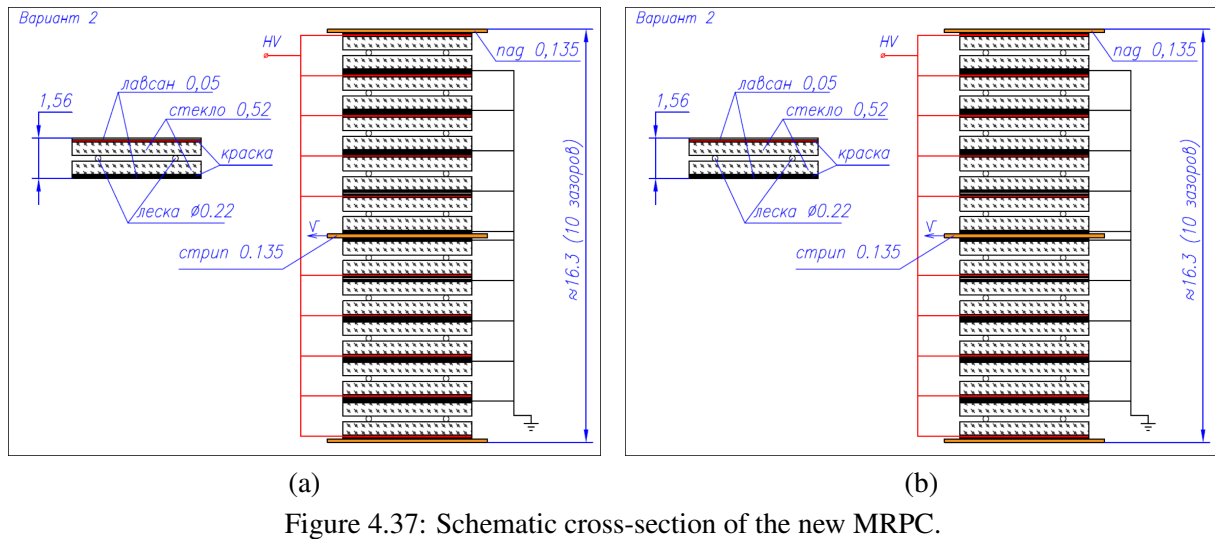 Вариант 2
HV
пад 0,135
лавсан 0,05
1,56
стекло 0,52
краска
леска ø0.22
V
стрип 0.135
≈16.3 (10 зазоров)
(a)
Вариант 2
HV
пад 0,135
лавсан 0,05
1,56
стекло 0,52
краска
леска ø0.22
V
стрип 0.135
≈16.3 (10 зазоров)
(b)
Figure 4.37: Schematic cross-section of the new MRPC.